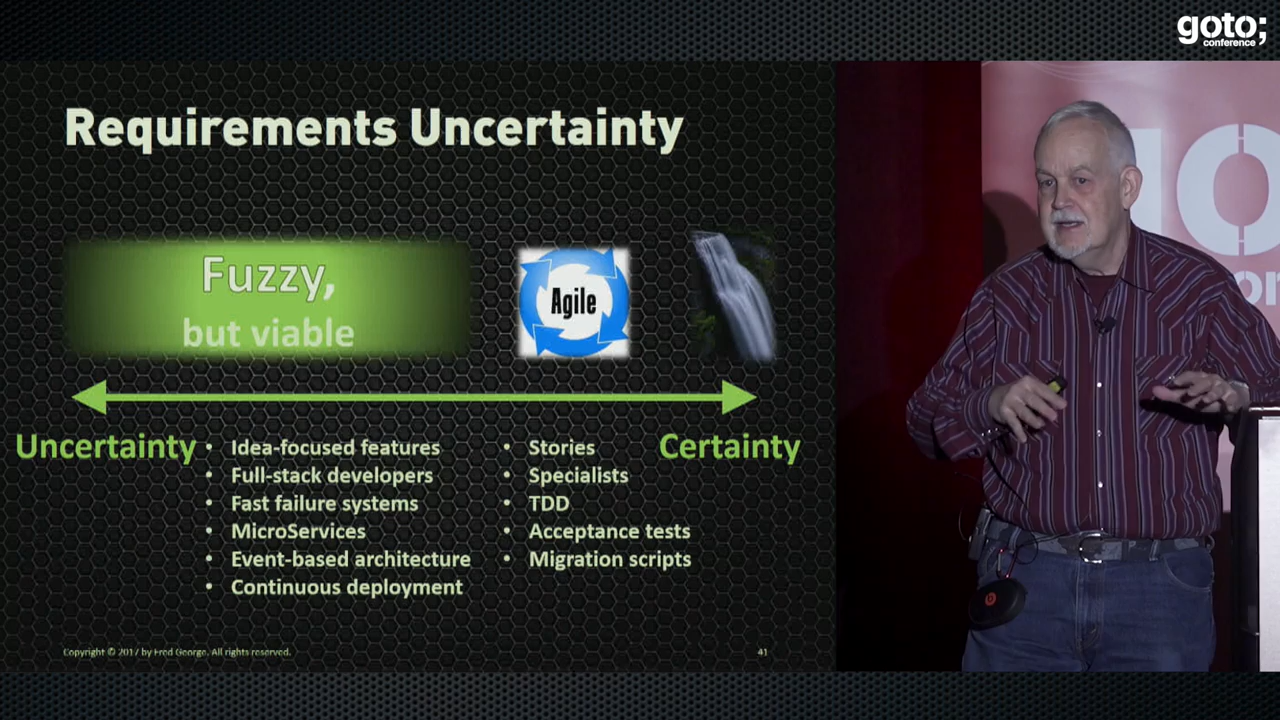 goto;
conference
Requirements Uncertainty
Fuzzy,
but viable
Agile
Uncertainty
• Idea-focused features
• Full-stack developers
• Fast failure systems
• MicroServices
• Event-based architecture
• Continuous deployment
• Stories
• Specialists
• TDD
• Acceptance tests
• Migration scripts
Certainty
Copyright © 2017 by Fred George. All rights reserved.
41